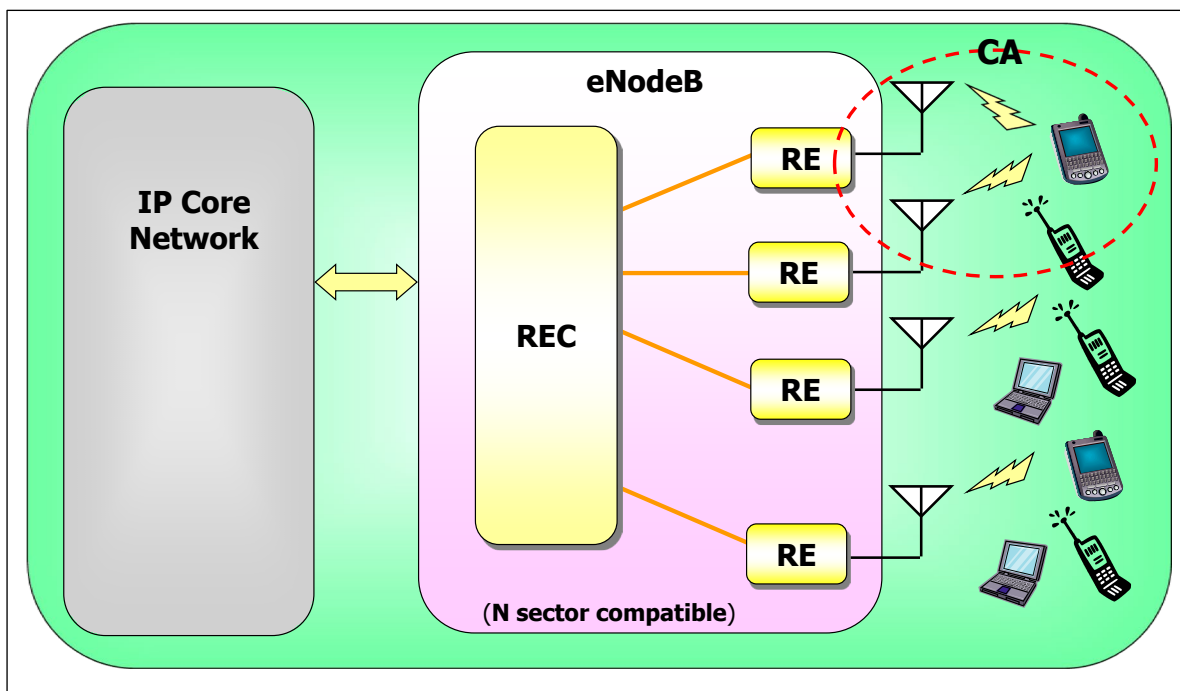 CA
eNodeB
RE
IP Core
Network
RE
REC
RE
RE
(N sector compatible)